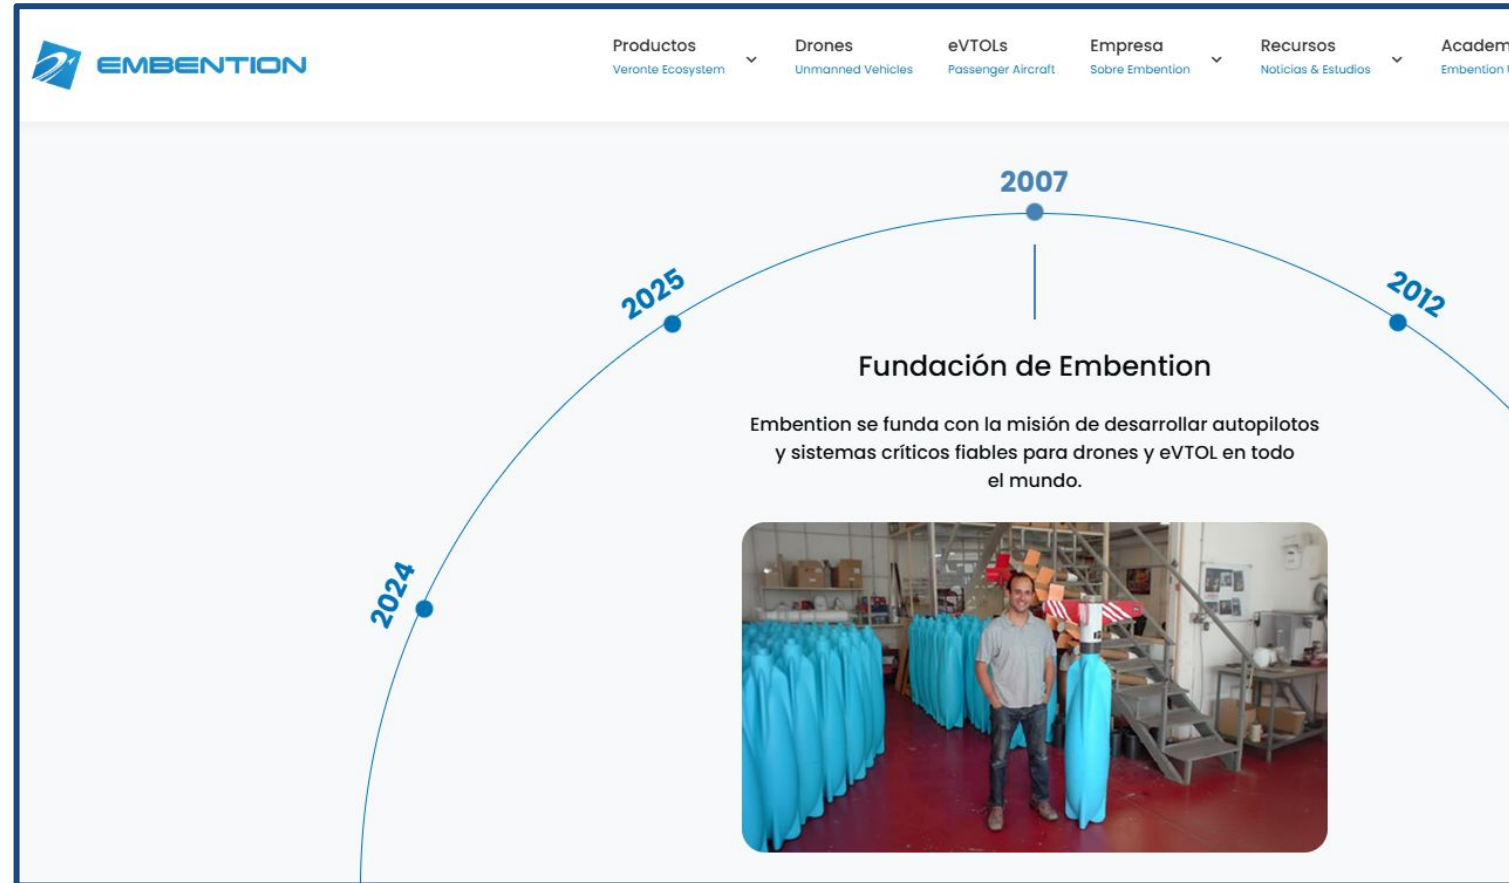 EMBENTION
Productos
Veronte Ecosystem
Drones
Unmanned Vehicles
eVTOLs
Passenger Aircraft
Empresa
Sobre Embention
Recursos
Noticias & Estudios
Academ
Embention
2007
2025
2012
2024
Fundación de Embention
Embention se funda con la misión de desarrollar autopilotos
y sistemas críticos fiables para drones y eVTOL en todo
el mundo.